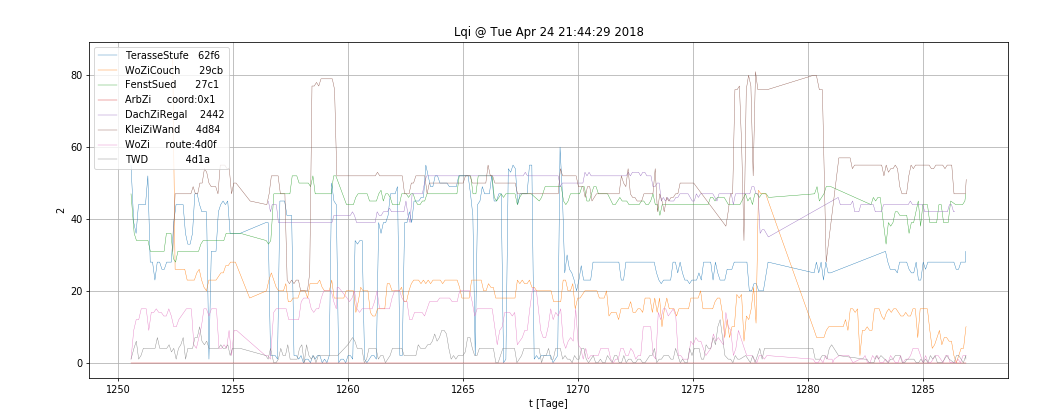 Lqi @ Tue Apr 24 21:44:29 2018
TerasseStufe 62f6
WoZiCouch 29cb
FenstSued 27c1
ArbZi coord:0x1
DachZiRegal 2442
KleiZiWand 4d84
WoZi route:4d0f
TWD 4d1a
80
60
40
20
0
2
1250 1255 1260 1265 1270 1275 1280 1285
t [Tage]